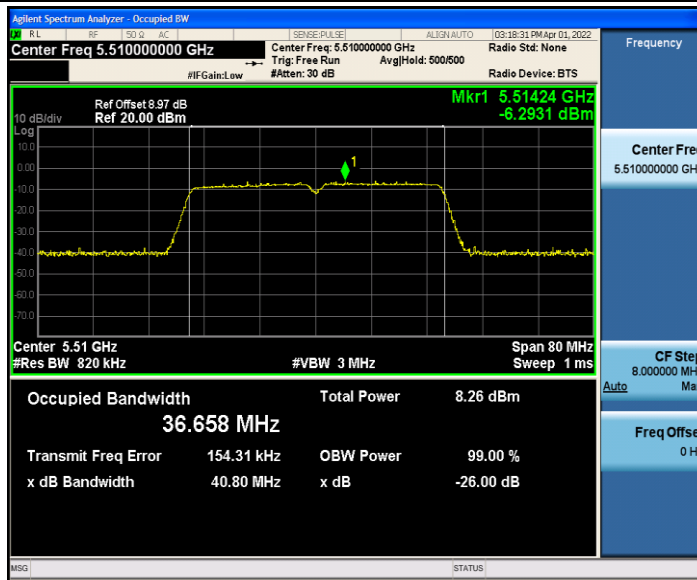 Agilent Spectrum Analyzer - Occupied BW
RL RF 50 Ω AC SENSE:PULSE ALIGN AUTO 03:18:31 PM Apr 01, 2022
Center Freq 5.510000000 GHz
Center Freq: 5.510000000 GHz
Radio Std: None
Trig: Free Run Avg|Hold: 500/500
#IFGain:Low
#Atten: 30 dB
Radio Device: BTS
Frequency
Ref Offset 8.97 dB
10 dB/div Ref 20.00 dBm
Mkr1 5.51424 GHz
-6.2931 dBm
Log
10.0
0.00
-10.0
-20.0
-30.0
-40.0
-50.0
-60.0
-70.0
1
Center Fre
5.510000000 GH
Center 5.51 GHz
Span 80 MHz
#Res BW 820 kHz
#VBW 3 MHz
Sweep 1 ms
CF Step
8.000000 MH
Auto Ma
Occupied Bandwidth
36.658 MHz
Total Power 8.26 dBm
Freq Offse
0 H
Transmit Freq Error 154.31 kHz
OBW Power 99.00 %
x dB Bandwidth 40.80 MHz
x dB -26.00 dB
MSG
STATUS